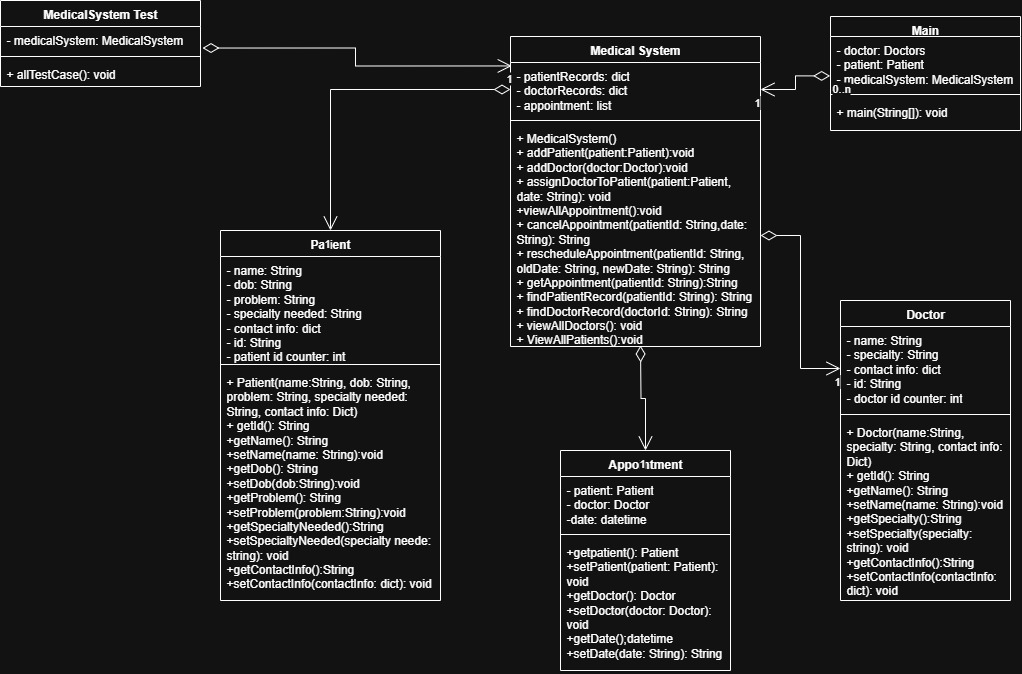 MedicalSystem Test
- medicalSystem: MedicalSystem
+ allTestCase(): void
Medical System
1
- patientRecords: dict
- doctorRecords: dict
- appointment: list
1
+ MedicalSystem()
+ addPatient(patient:Patient):void
+ addDoctor(doctor:Doctor):void
+ assignDoctorToPatient(patient:Patient,
date: String): void
+viewAllAppointment():void
+ cancelAppointment(patientId: String,date:
String): String
+ rescheduleAppointment(patientId: String,
oldDate: String, newDate: String): String
+ getAppointment(patientId: String):String
+ findPatientRecord(patientId: String): String
+ findDoctorRecord(doctorId: String): String
+ viewAllDoctors(): void
+ ViewAllPatients():void
Main
- doctor: Doctors
- patient: Patient
- medicalSystem: MedicalSystem
0..n
+ main(String[]): void
Patient
1
- name: String
- dob: String
- problem: String
- specialty needed: String
- contact info: dict
- id: String
- patient id counter: int
+ Patient(name:String, dob: String,
problem: String, specialty needed:
String, contact info: Dict)
+ getId(): String
+getName(): String
+setName(name: String):void
+getDob(): String
+setDob(dob:String):void
+getProblem(): String
+setProblem(problem:String):void
+getSpecialtyNeeded():String
+setSpecialtyNeeded(specialty neede:
string): void
+getContactInfo():String
+setContactInfo(contactInfo: dict): void
Appointment
1
- patient: Patient
- doctor: Doctor
-date: datetime
+getpatient(): Patient
+setPatient(patient: Patient):
void
+getDoctor(): Doctor
+setDoctor(doctor: Doctor):
void
+getDate();datetime
+setDate(date: String): String
Doctor
- name: String
- specialty: String
- contact info: dict
1
- id: String
- doctor id counter: int
+ Doctor(name:String,
specialty: String, contact info:
Dict)
+ getId(): String
+getName(): String
+setName(name: String):void
+getSpecialty():String
+setSpecialty(specialty:
string): void
+getContactInfo():String
+setContactInfo(contactInfo:
dict): void